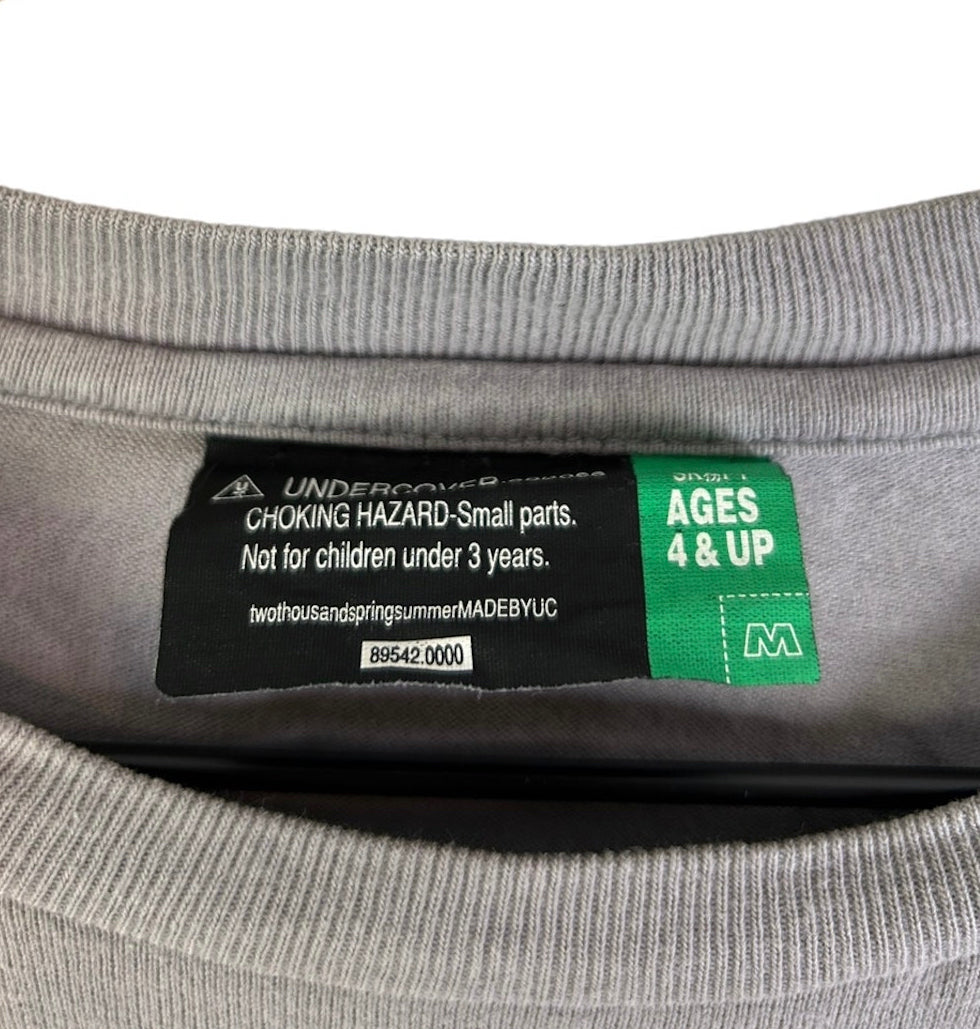 UNDERCOVER
CHOKING HAZARD-Small parts.
Not for children under 3 years.
twothousandspringsummerMADEBYUC
89542.0000
AGES
4 & UP
M